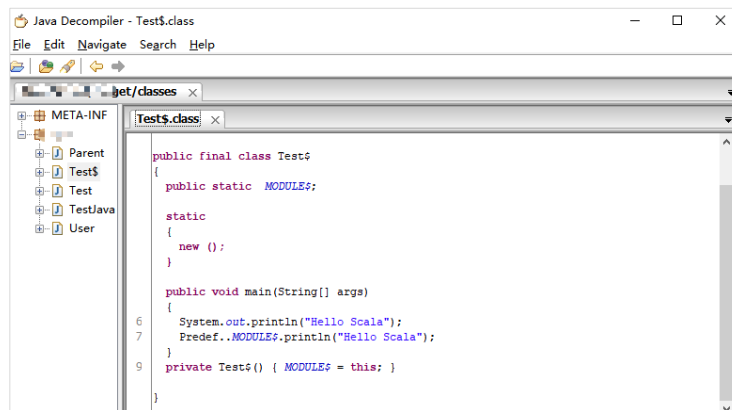 Java Decompiler - Test$.class
File Edit Navigate Search Help
get/classes
META-INF
Parent
Test$
Test
TestJava
User
Test$.class
public final class Test$
{
public static MODULE$;
static
{
new ();
}
public void main(String[] args)
{
6 System.out.println("Hello Scala");
7 Predef..MODULE$.println("Hello Scala");
}
9 private Test$() { MODULE$ = this; }
}